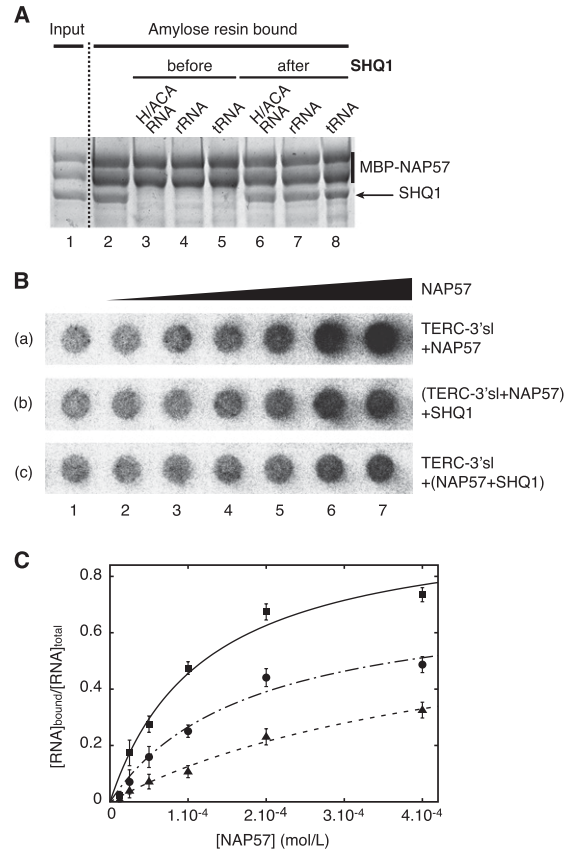 A
Input
Amylose resin bound
before
after
SHQ1
H/ACA RNA
rRNA
tRNA
H/ACA RNA
rRNA
tRNA
MBP-NAP57
SHQ1
1 2 3 4 5 6 7 8
B
NAP57
(a)
TERC-3'sl
+NAP57
(b)
(TERC-3'sl+NAP57)
+SHQ1
(c)
TERC-3'sl
+(NAP57+SHQ1)
1 2 3 4 5 6 7
C
[RNA]bound/[RNA]total
0.8
0.6
0.4
0.2
0
0 1.10-4 2.10-4 3.10-4 4.10-4
[NAP57] (mol/L)